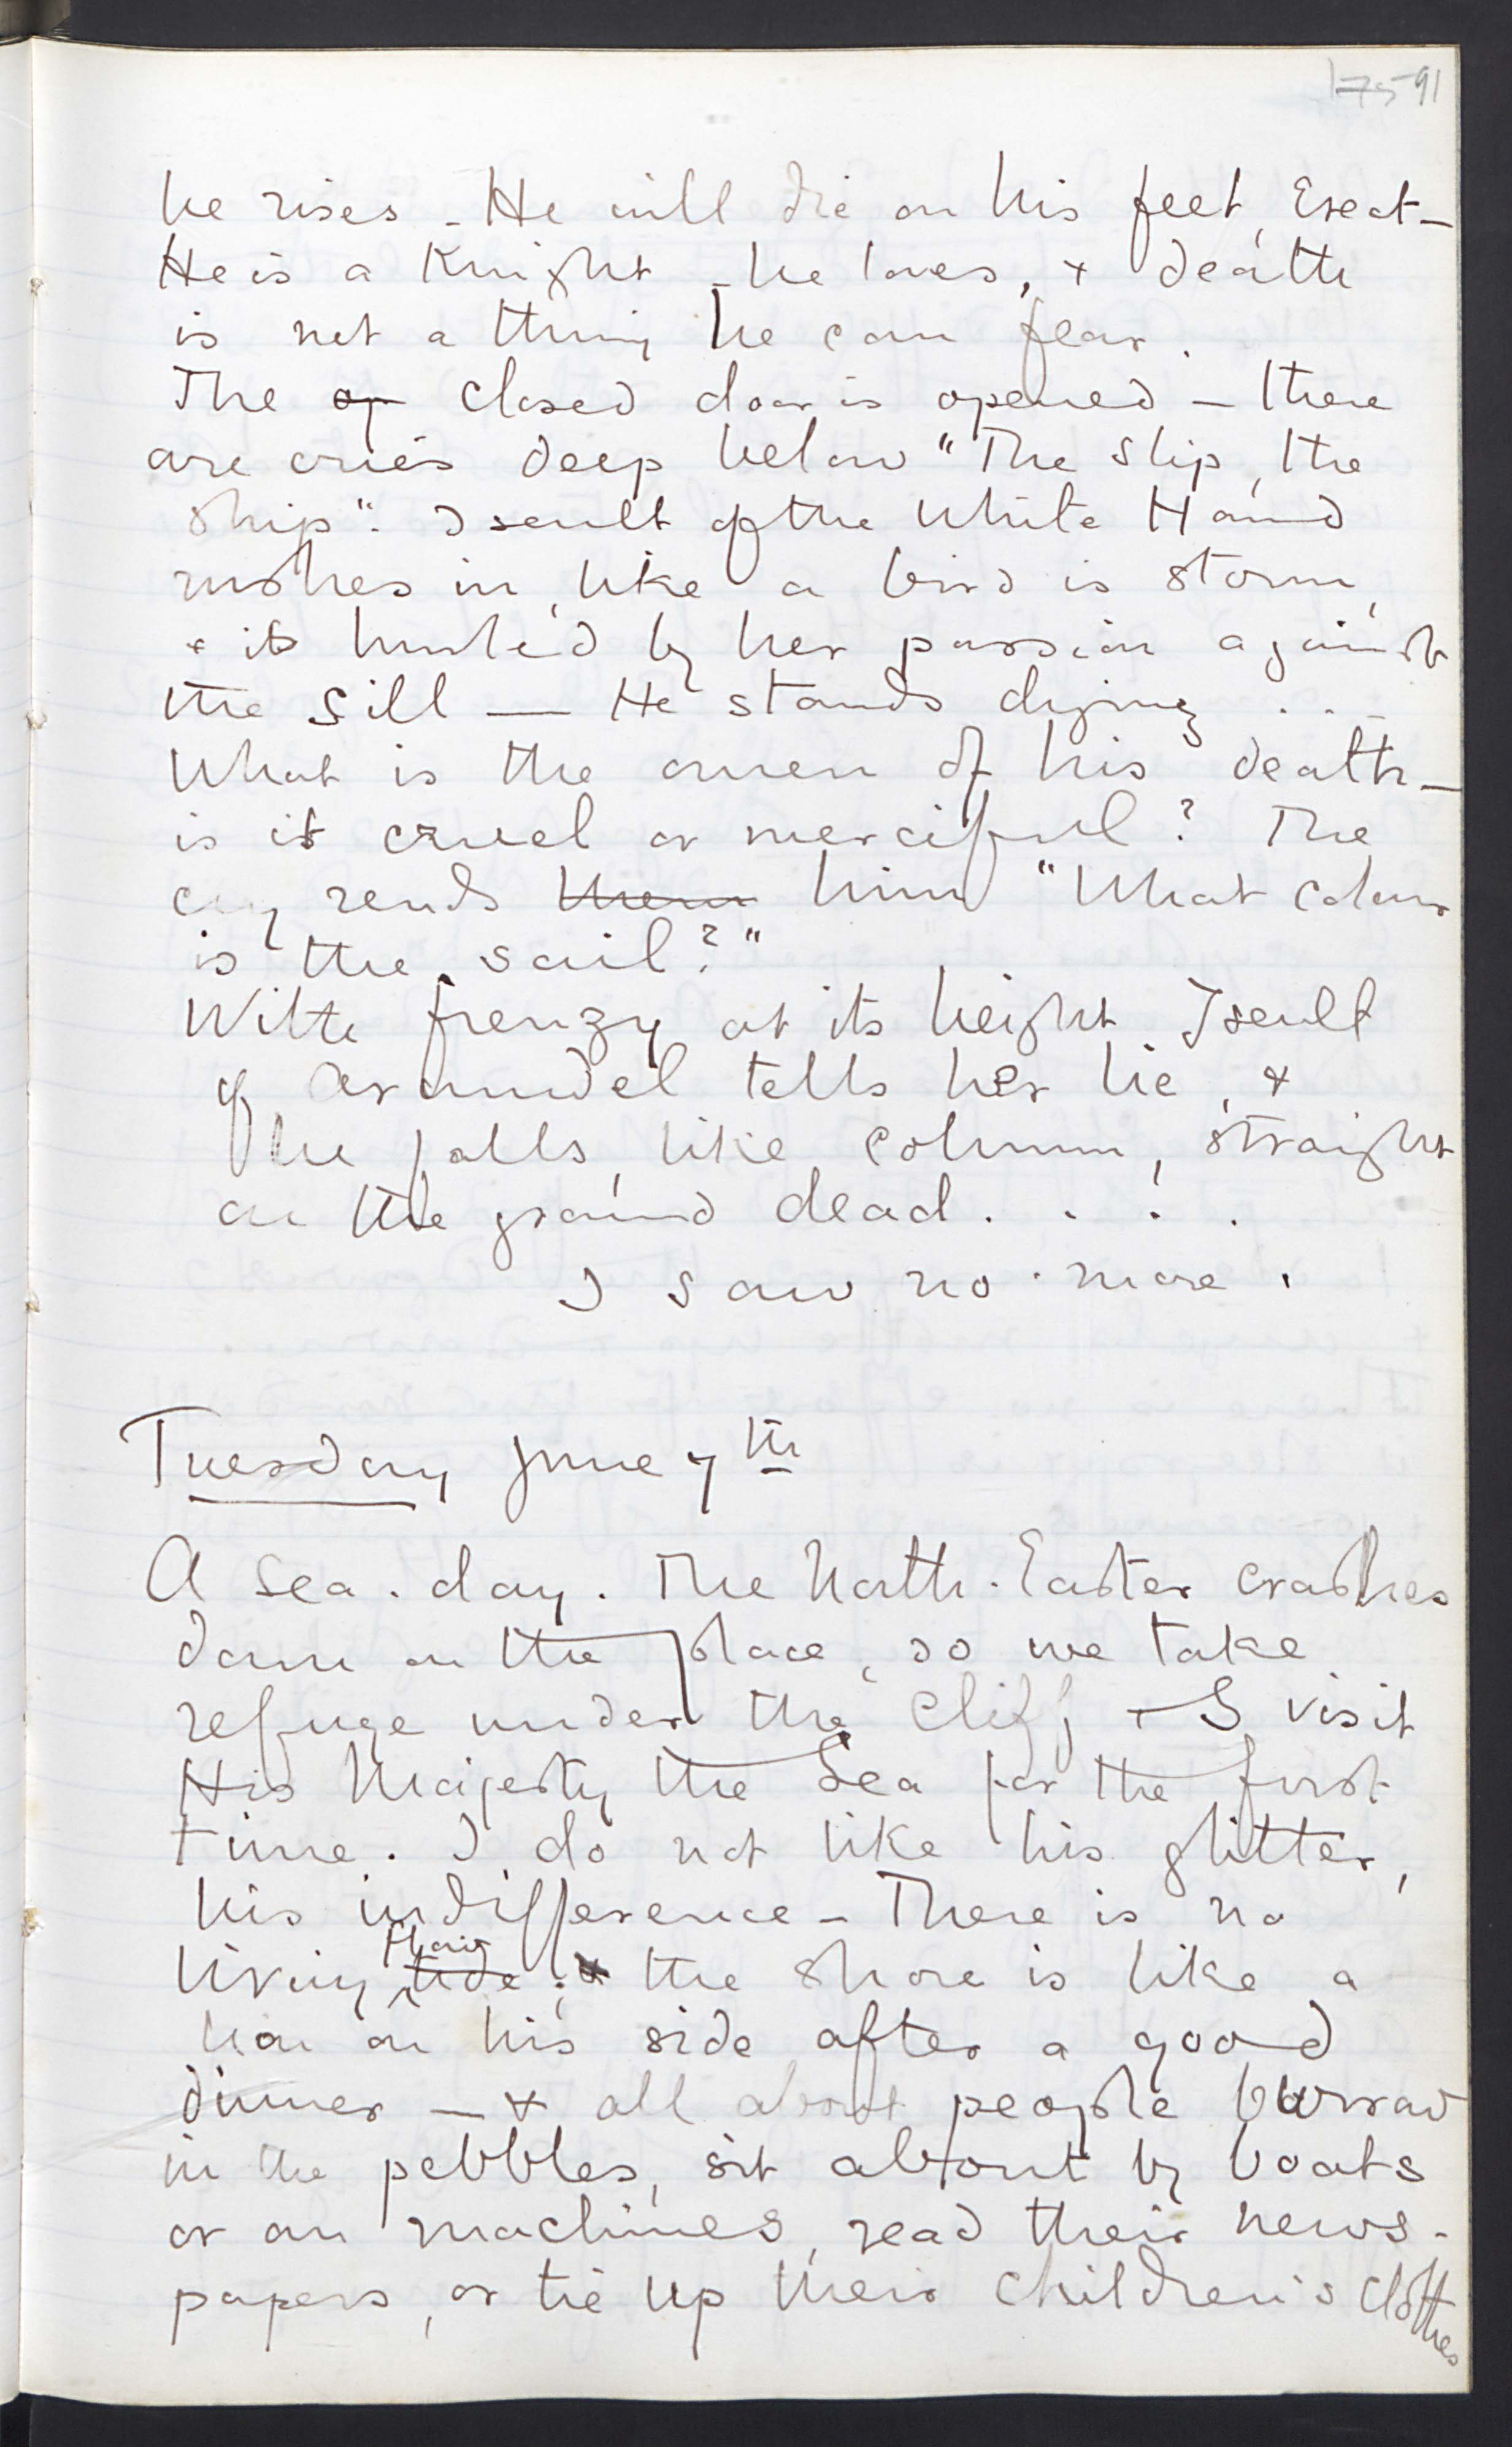 175 91
he rises - He will die on his feet, Erect -
He is a Knight - he loves, + death
is not a thing he can fear.
The op closed door is opened - there
are cries deep below "The ship, the
ship". Iseult of the White Hand
rushes in, like a bird is storm,
+ is hurled by her passion against
the sill — He stands dying . . .
What is the omen of his death -
is it cruel or merciful? The
cry rends them him "What colour
is the sail?"
With frenzy at its height Iseult
of Arundel tells her lie, +
he falls, like column, straight
on the ground dead . . . .
I saw no more.
Tuesday June 7th
A Sea-day. The North-Easter crashes
down on the place, so we take
refuge under the cliff + I visit
His Majesty the Sea for the first
time. I do not like his glitter,
his indifference - There is no
living tide; + the shore is like a
lion on his side after a good
dinner — + all about people burrow
in the pebbles, sit about by boats
or on machines, read their news-
papers, or tie up their children's clothes